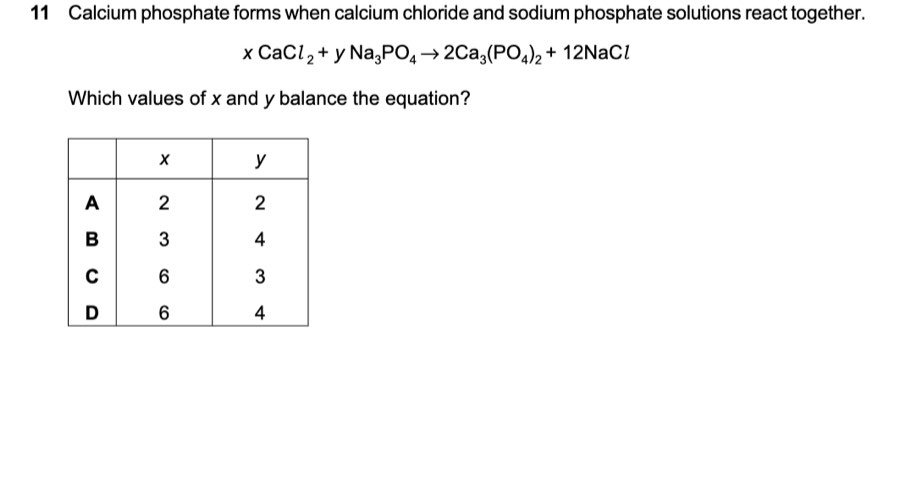 11 Calcium phosphate forms when calcium chloride and sodium phosphate solutions react together.
x CaCl₂ + y Na₃PO₄ → 2Ca₃(PO₄)₂ + 12NaCl
Which values of x and y balance the equation?
x y
A 2 2
B 3 4
C 6 3
D 6 4